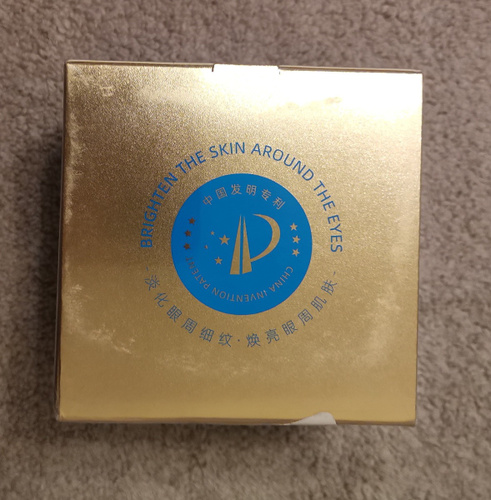 BRIGHTEN THE SKIN AROUND THE EYES
中国发明专利
CHINA INVENTION PATENT
淡化眼周细纹·焕亮眼周肌肤·